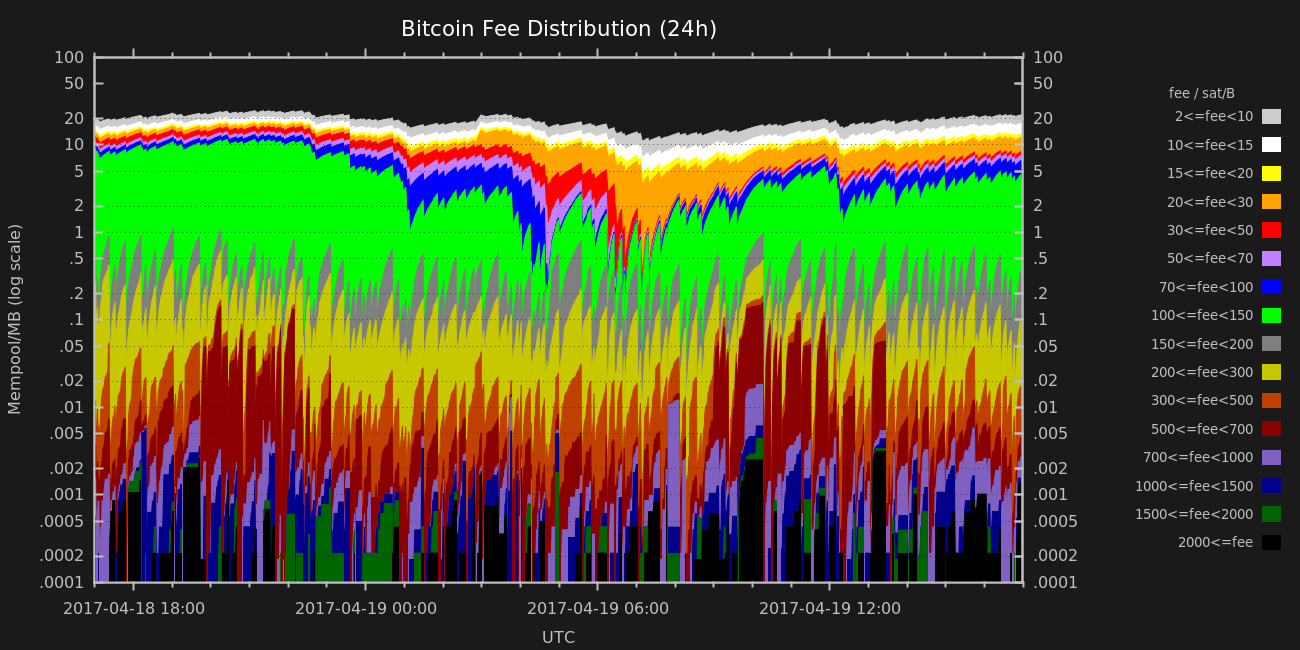 Bitcoin Fee Distribution (24h)
Mempool/MB (log scale)
100
50
20
10
5
2
1
.5
.2
.1
.05
.02
.01
.005
.002
.001
.0005
.0002
.0001
100
50
20
10
5
2
1
.5
.2
.1
.05
.02
.01
.005
.002
.001
.0005
.0002
.0001
fee / sat/B
2<=fee<10
10<=fee<15
15<=fee<20
20<=fee<30
30<=fee<50
50<=fee<70
70<=fee<100
100<=fee<150
150<=fee<200
200<=fee<300
300<=fee<500
500<=fee<700
700<=fee<1000
1000<=fee<1500
1500<=fee<2000
2000<=fee
2017-04-18 18:00 2017-04-19 00:00 2017-04-19 06:00 2017-04-19 12:00
UTC